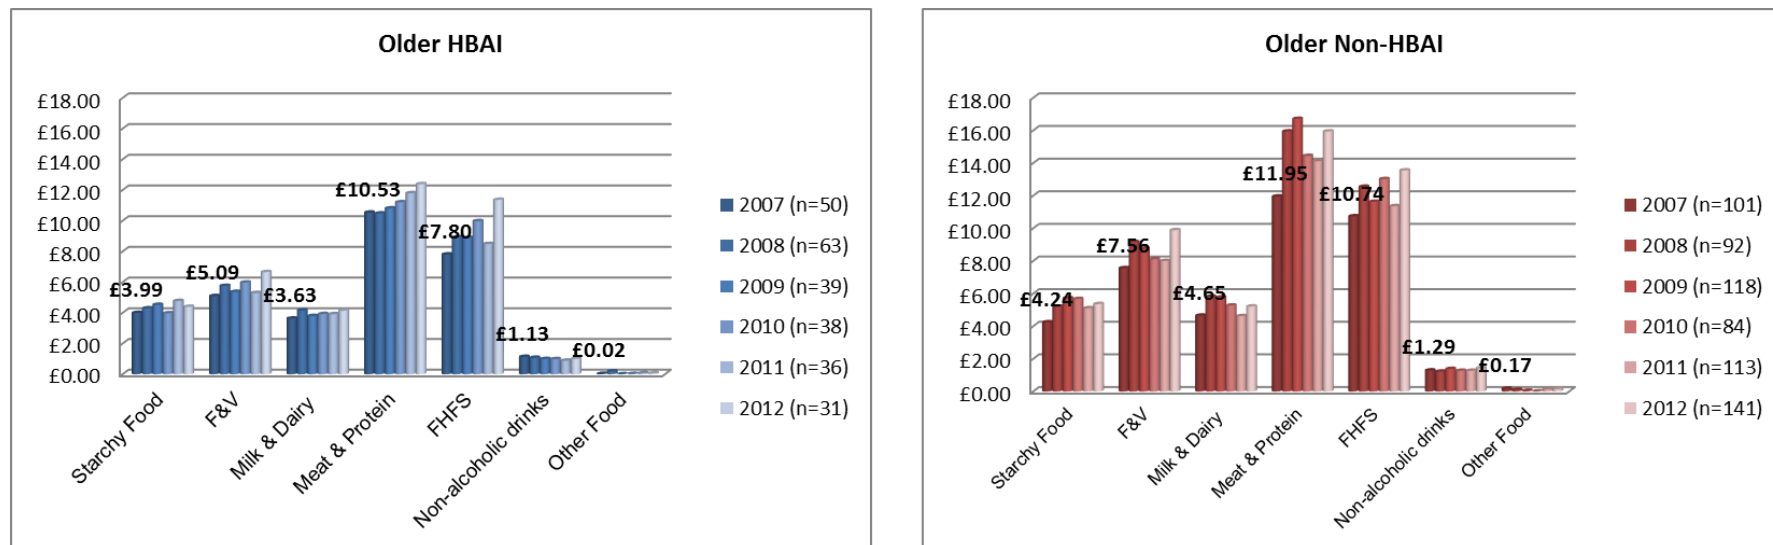 Older HBAI
£18.00
£16.00
£14.00
£12.00
£10.00
£8.00
£6.00
£4.00
£2.00
£0.00
£3.99
£5.09
£3.63
£10.53
£7.80
£1.13
£0.02
Starchy Food
F&V
Milk & Dairy
Meat & Protein
FHFS
Non-alcoholic drinks
Other Food
2007 (n=50)
2008 (n=63)
2009 (n=39)
2010 (n=38)
2011 (n=36)
2012 (n=31)
Older Non-HBAI
£18.00
£16.00
£14.00
£12.00
£10.00
£8.00
£6.00
£4.00
£2.00
£0.00
£4.24
£7.56
£4.65
£11.95
£10.74
£1.29
£0.17
Starchy Food
F&V
Milk & Dairy
Meat & Protein
FHFS
Non-alcoholic drinks
Other Food
2007 (n=101)
2008 (n=92)
2009 (n=118)
2010 (n=84)
2011 (n=113)
2012 (n=141)